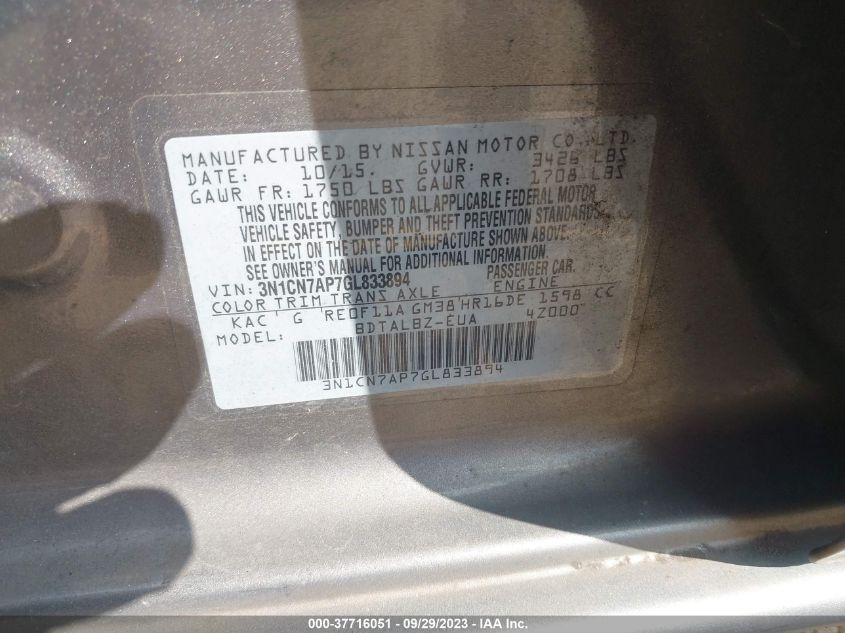 MANUFACTURED BY NISSAN MOTOR CO., LTD.
DATE: 10/15. GVWR: 3426 LBS
GAWR FR: 1750 LBS GAWR RR: 1708 LBS
THIS VEHICLE CONFORMS TO ALL APPLICABLE FEDERAL MOTOR
VEHICLE SAFETY, BUMPER AND THEFT PREVENTION STANDARDS
IN EFFECT ON THE DATE OF MANUFACTURE SHOWN ABOVE.
SEE OWNER'S MANUAL FOR ADDITIONAL INFORMATION
VIN: 3N1CN7AP7GL833894 PASSENGER CAR.
COLOR TRIM TRANS AXLE ENGINE
KAC G RE0F11A GM38 HR16DE 1598 CC
MODEL: BDTALBZ-EUA 4Z000
3N1CN7AP7GL833894
000-37716051 - 09/29/2023 - IAA Inc.